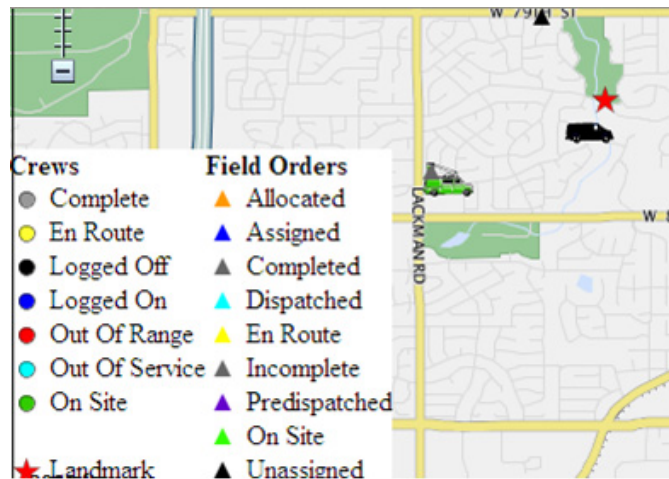 W 79TH ST
LACKMAN RD
W 8
Crews
Complete
En Route
Logged Off
Logged On
Out Of Range
Out Of Service
On Site
Landmark
Field Orders
Allocated
Assigned
Completed
Dispatched
En Route
Incomplete
Predispatched
On Site
Unassigned